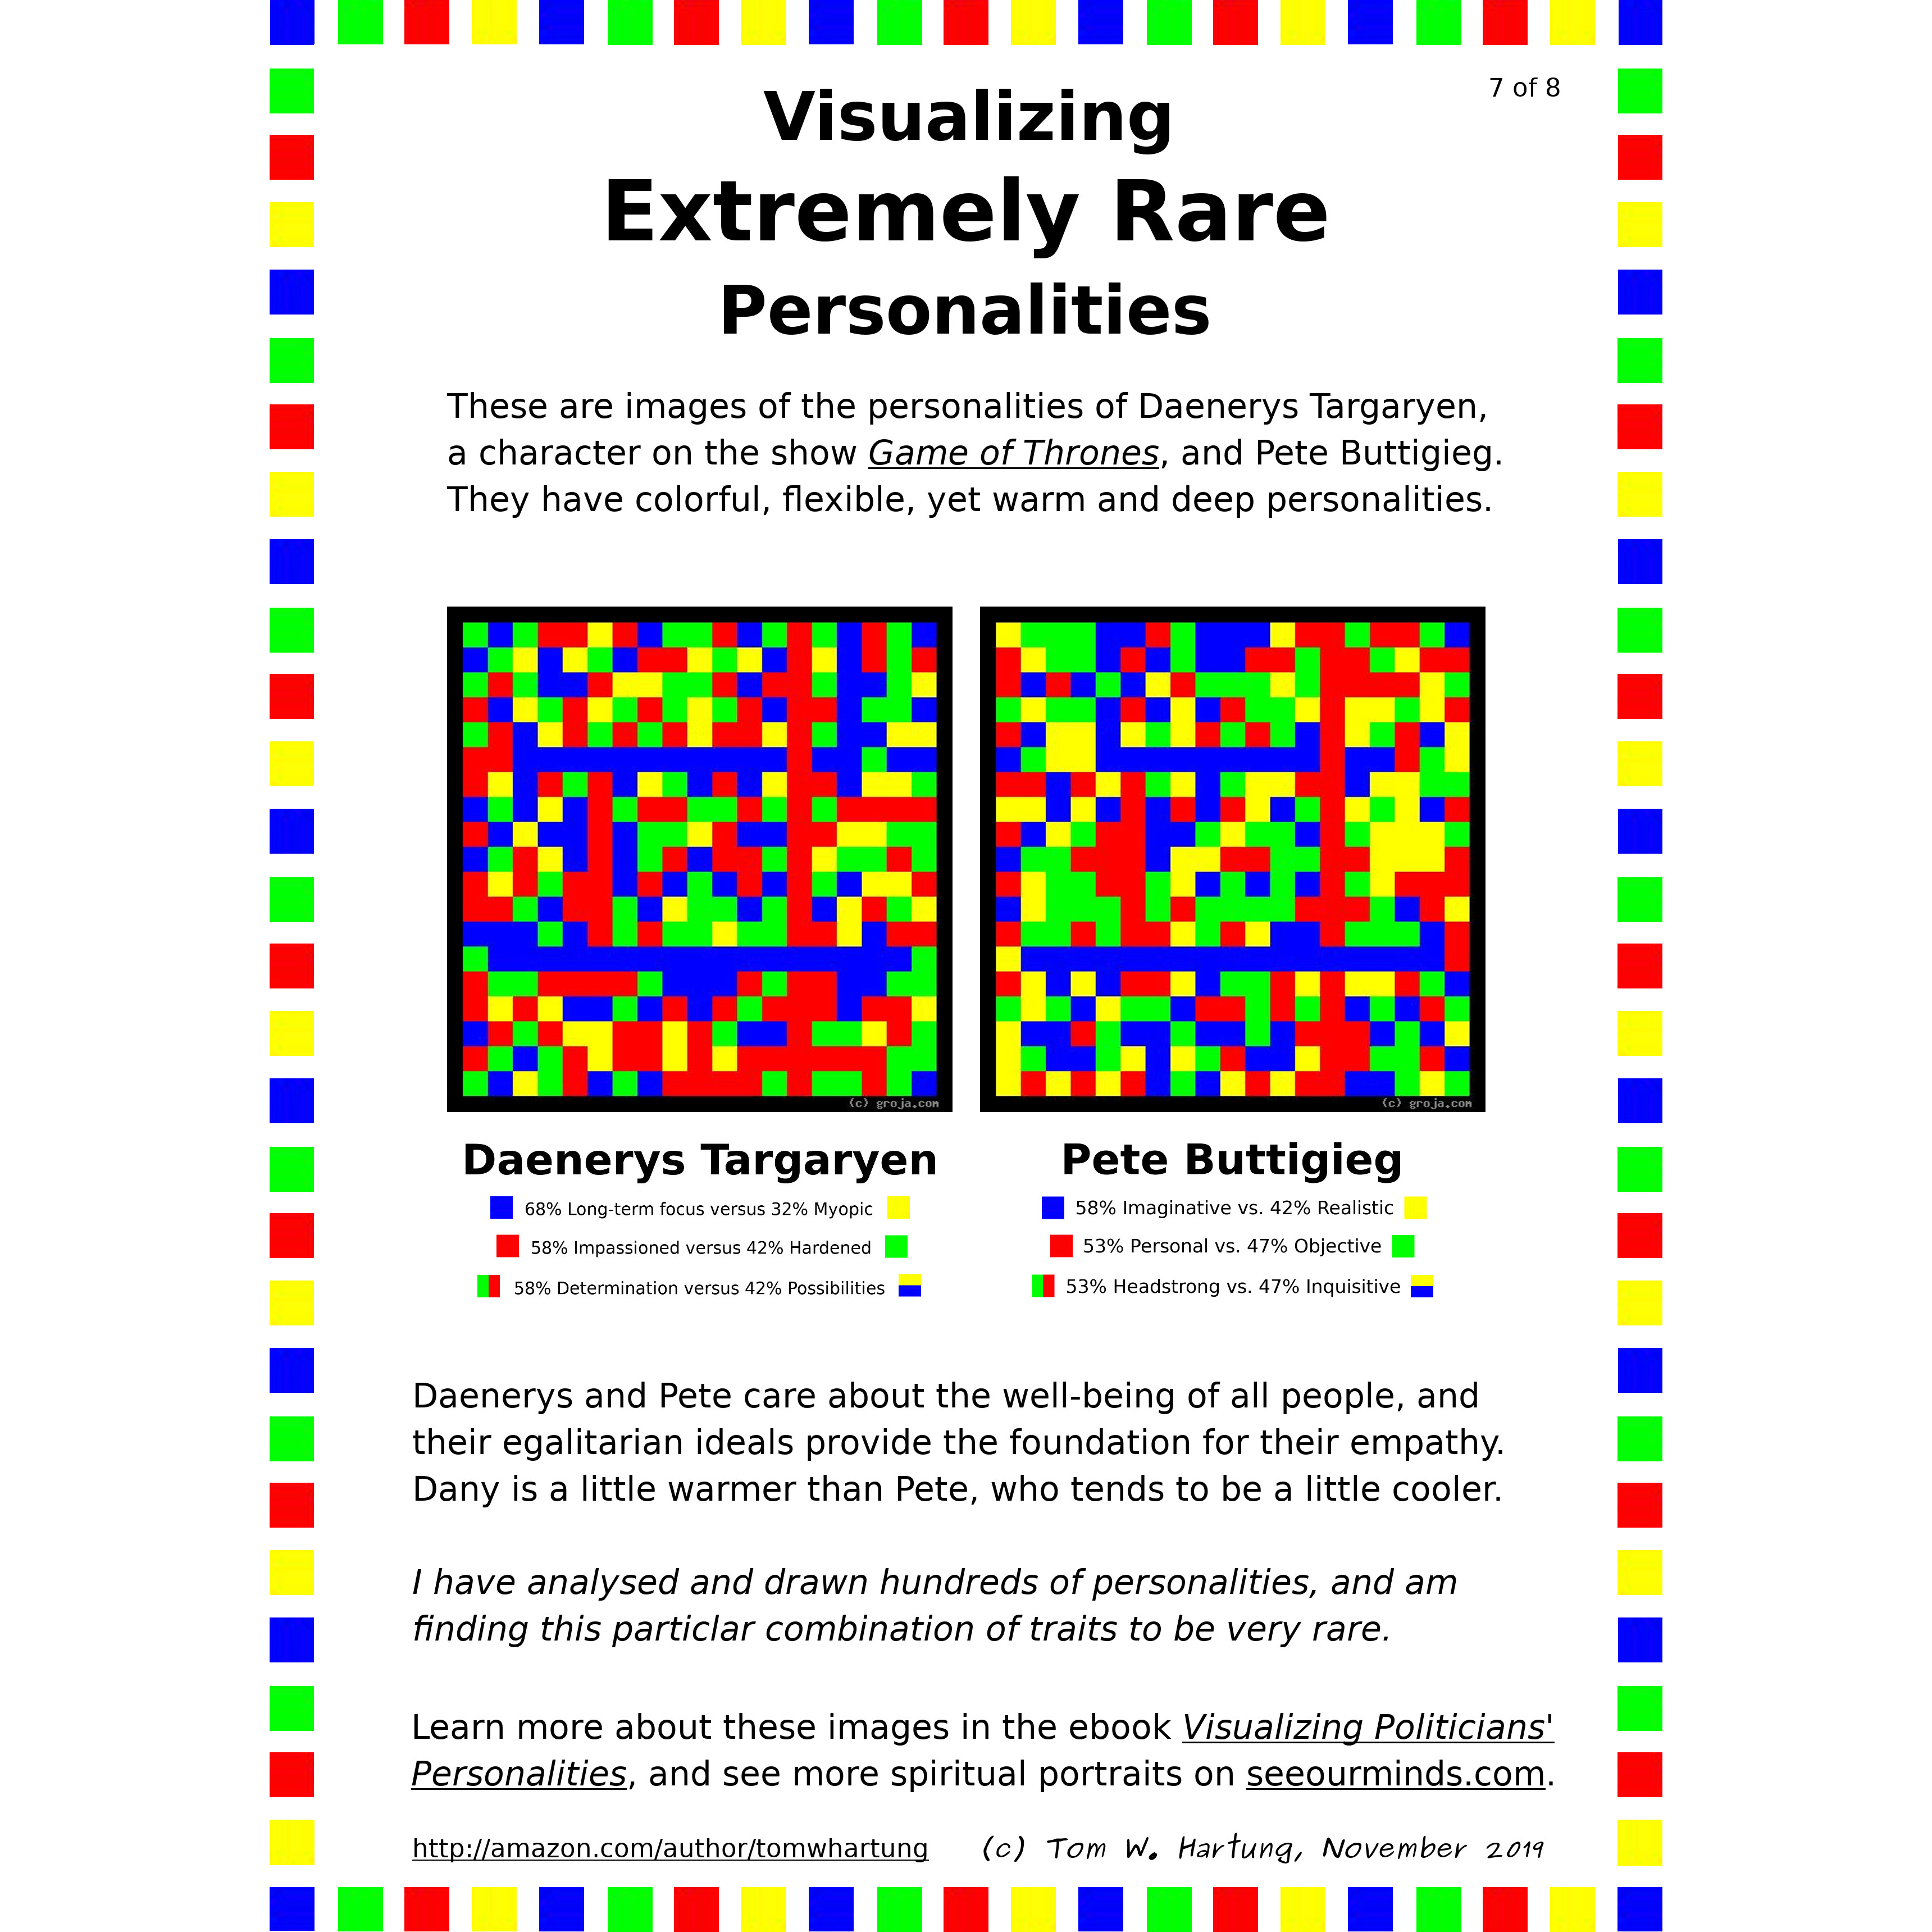 7 of 8
Visualizing
Extremely Rare
Personalities
These are images of the personalities of Daenerys Targaryen,
a character on the show Game of Thrones, and Pete Buttigieg.
They have colorful, flexible, yet warm and deep personalities.
(c) groja.com
(c) groja.com
Daenerys Targaryen
68% Long-term focus versus 32% Myopic
58% Impassioned versus 42% Hardened
58% Determination versus 42% Possibilities
Pete Buttigieg
58% Imaginative vs. 42% Realistic
53% Personal vs. 47% Objective
53% Headstrong vs. 47% Inquisitive
Daenerys and Pete care about the well-being of all people, and
their egalitarian ideals provide the foundation for their empathy.
Dany is a little warmer than Pete, who tends to be a little cooler.
I have analysed and drawn hundreds of personalities, and am
finding this particlar combination of traits to be very rare.
Learn more about these images in the ebook Visualizing Politicians'
Personalities, and see more spiritual portraits on seeourminds.com.
http://amazon.com/author/tomwhartung
(c) Tom W. Hartung, November 2019